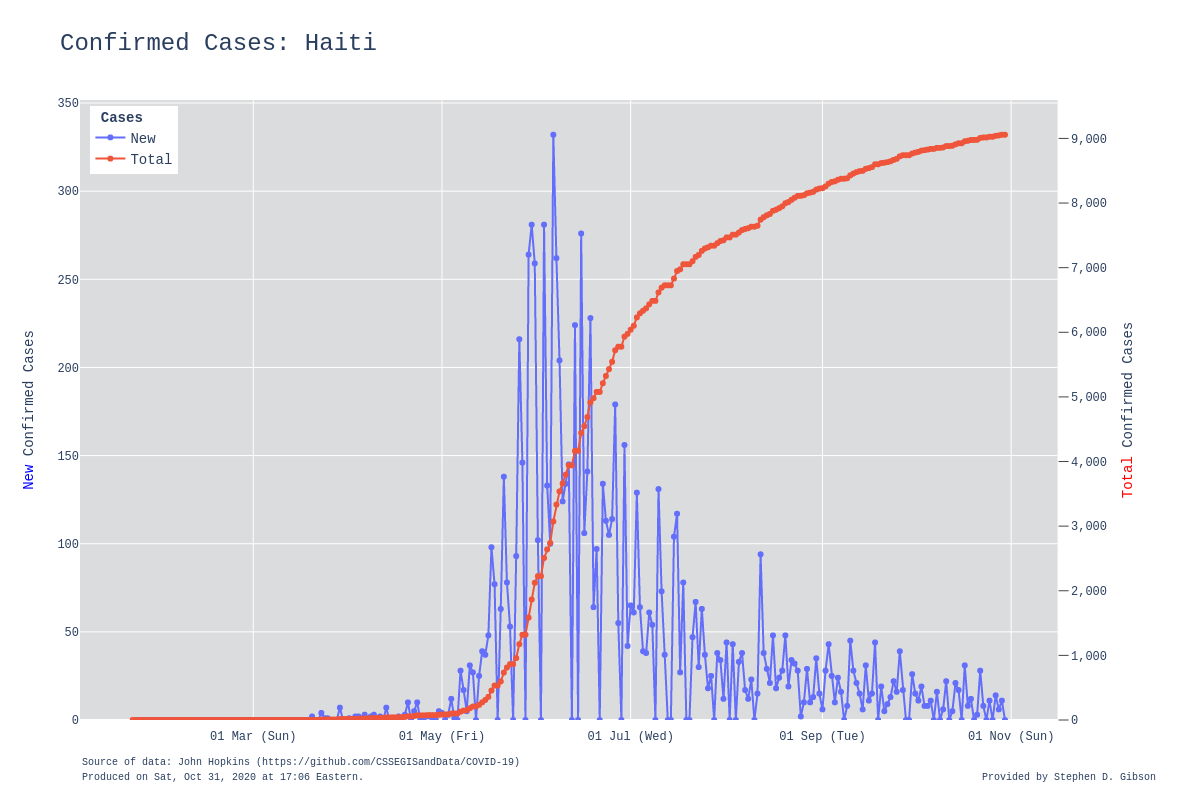 Confirmed Cases: Haiti
Cases
New
Total
350
300
250
200
150
100
50
0
9,000
8,000
7,000
6,000
5,000
4,000
3,000
2,000
1,000
0
New Confirmed Cases
Total Confirmed Cases
01 Mar (Sun)
01 May (Fri)
01 Jul (Wed)
01 Sep (Tue)
01 Nov (Sun)
Source of data: John Hopkins (https://github.com/CSSEGISandData/COVID-19)
Produced on Sat, Oct 31, 2020 at 17:06 Eastern.
Provided by Stephen D. Gibson